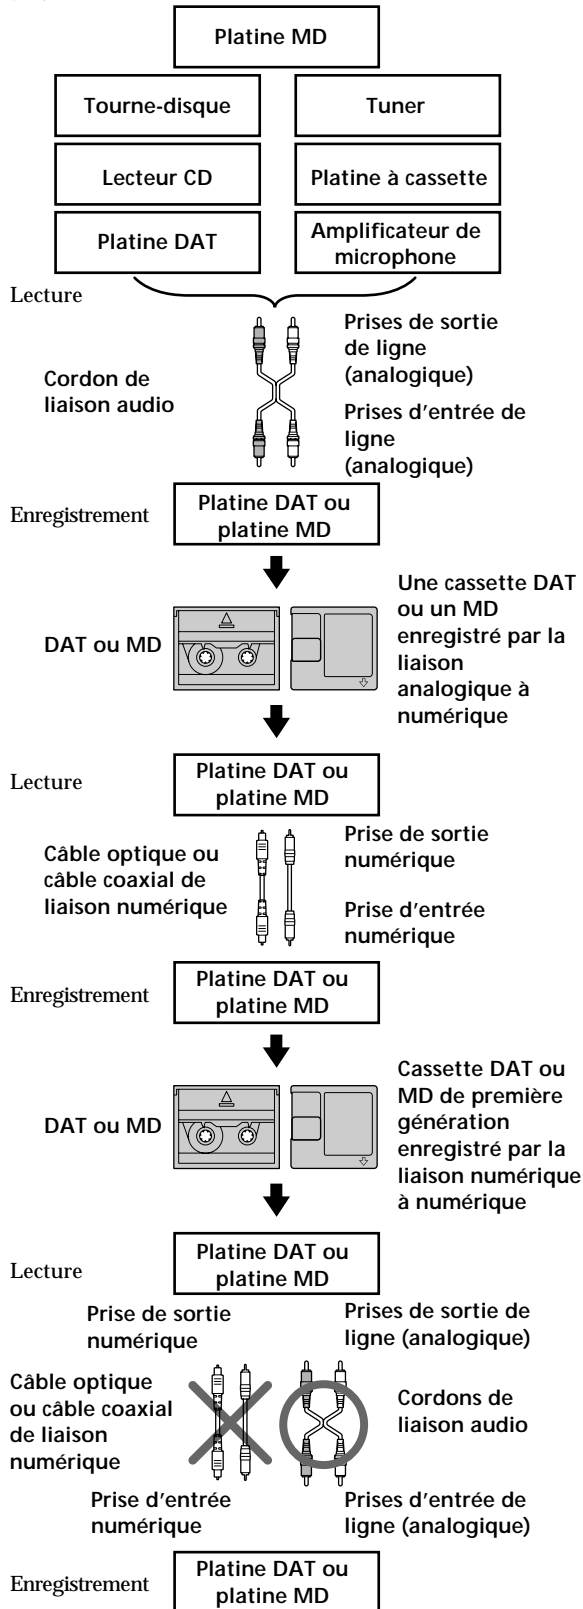 Platine MD
Tourne-disque
Tuner
Lecteur CD
Platine à cassette
Platine DAT
Amplificateur de
microphone
Lecture
Cordon de
liaison audio
Prises de sortie
de ligne
(analogique)
Prises d'entrée de
ligne
(analogique)
Enregistrement
Platine DAT ou
platine MD
DAT ou MD
Une cassette DAT
ou un MD
enregistré par la
liaison
analogique à
numérique
Lecture
Platine DAT ou
platine MD
Câble optique ou
câble coaxial de
liaison numérique
Prise de sortie
numérique
Prise d'entrée
numérique
Enregistrement
Platine DAT ou
platine MD
DAT ou MD
Cassette DAT ou
MD de première
génération
enregistré par la
liaison numérique
à numérique
Lecture
Platine DAT ou
platine MD
Prise de sortie
numérique
Prises de sortie de
ligne (analogique)
Câble optique
ou câble coaxial
de liaison
numérique
Cordons de
liaison audio
Prise d'entrée
numérique
Prises d'entrée de
ligne (analogique)
Enregistrement
Platine DAT ou
platine MD